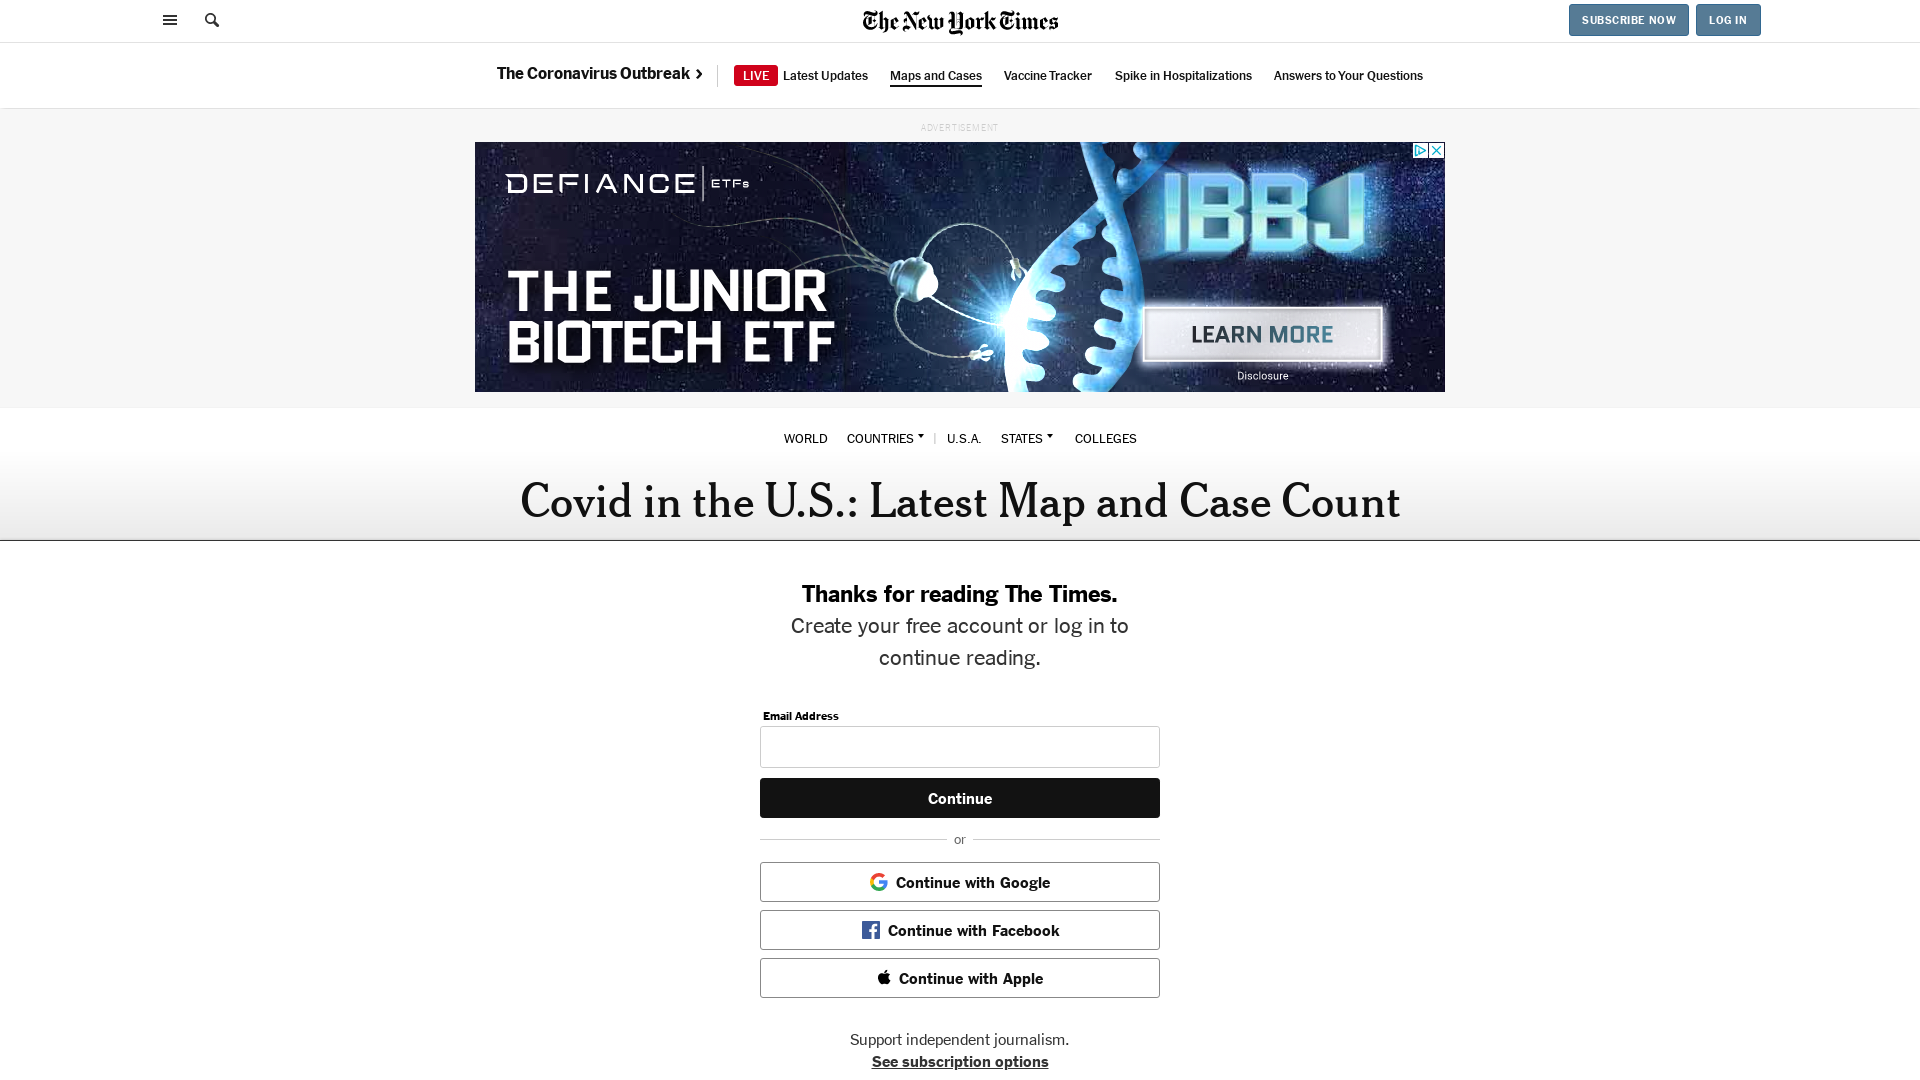 The New York Times
SUBSCRIBE NOW
LOG IN
The Coronavirus Outbreak
LIVE Latest Updates
Maps and Cases
Vaccine Tracker
Spike in Hospitalizations
Answers to Your Questions
ADVERTISEMENT
DEFIANCE ETFs
IBBJ
THE JUNIOR
BIOTECH ETF
LEARN MORE
Disclosure
WORLD COUNTRIES | U.S.A. STATES COLLEGES
Covid in the U.S.: Latest Map and Case Count
Thanks for reading The Times.
Create your free account or log in to
continue reading.
Email Address
Continue
or
Continue with Google
Continue with Facebook
Continue with Apple
Support independent journalism.
See subscription options